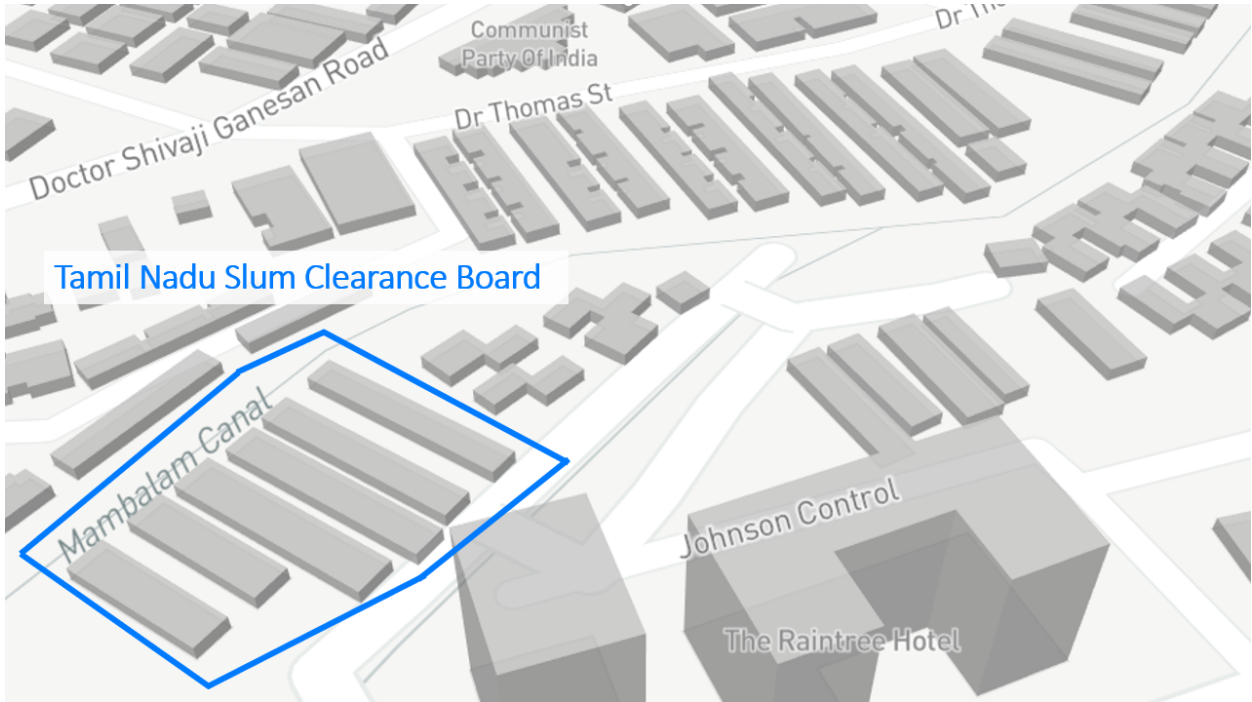 Communist
Party Of India
Dr Thomas St
Doctor Shivaji Ganesan Road
Tamil Nadu Slum Clearance Board
Mambalam Canal
Johnson Control
The Raintree Hotel